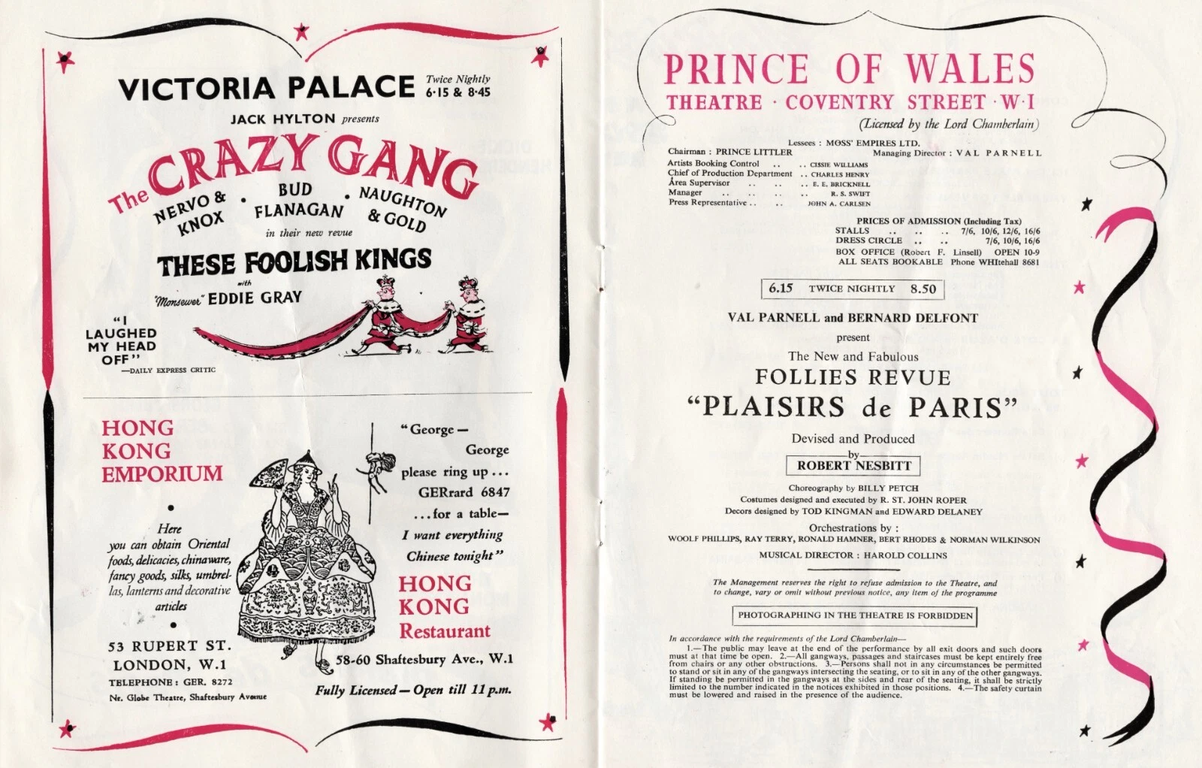 VICTORIA PALACE Twice Nightly 6·15 & 8·45
JACK HYLTON presents
The CRAZY GANG
NERVO & KNOX · BUD FLANAGAN · NAUGHTON & GOLD
in their new revue
THESE FOOLISH KINGS
with
"Monsewer" EDDIE GRAY
"I
LAUGHED
MY HEAD
OFF"
—DAILY EXPRESS CRITIC
HONG
KONG
EMPORIUM
•
Here
you can obtain Oriental
foods, delicacies, chinaware,
fancy goods, silks, umbrel-
las, lanterns and decorative
articles
•
53 RUPERT ST.
LONDON, W.1
TELEPHONE: GER. 8272
Nr. Globe Theatre, Shaftesbury Avenue
"George—
George
please ring up...
GERrard 6847
...for a table—
I want everything
Chinese tonight"
HONG
KONG
Restaurant
58-60 Shaftesbury Ave., W.1
Fully Licensed—Open till 11 p.m.
PRINCE OF WALES
THEATRE · COVENTRY STREET · W·1
(Licensed by the Lord Chamberlain)
Lessees : MOSS' EMPIRES LTD.
Chairman : PRINCE LITTLER Managing Director : VAL PARNELL
Artists Booking Control .. .. CISSIE WILLIAMS
Chief of Production Department .. CHARLES HENRY
Area Supervisor .. .. .. E. E. BRICKNELL
Manager .. .. .. .. R. S. SWIFT
Press Representative .. .. JOHN A. CARLSEN
PRICES OF ADMISSION (Including Tax)
STALLS .. .. .. 7/6, 10/6, 12/6, 16/6
DRESS CIRCLE .. .. 7/6, 10/6, 16/6
BOX OFFICE (Robert F. Linsell) OPEN 10-9
ALL SEATS BOOKABLE Phone WHItehall 8681
6.15 TWICE NIGHTLY 8.50
VAL PARNELL and BERNARD DELFONT
present
The New and Fabulous
FOLLIES REVUE
"PLAISIRS de PARIS"
Devised and Produced
by
ROBERT NESBITT
Choreography by BILLY PETCH
Costumes designed and executed by R. ST. JOHN ROPER
Decors designed by TOD KINGMAN and EDWARD DELANEY
Orchestrations by :
WOOLF PHILLIPS, RAY TERRY, RONALD HAMNER, BERT RHODES & NORMAN WILKINSON
MUSICAL DIRECTOR : HAROLD COLLINS
The Management reserves the right to refuse admission to the Theatre, and
to change, vary or omit without previous notice, any item of the programme
PHOTOGRAPHING IN THE THEATRE IS FORBIDDEN
In accordance with the requirements of the Lord Chamberlain—
1.—The public may leave at the end of the performance by all exit doors and such doors
must at that time be open. 2.—All gangways, passages and staircases must be kept entirely free
from chairs or any other obstructions. 3.—Persons shall not in any circumstances be permitted
to stand or sit in any of the gangways intersecting the seating, or to sit in any of the other gangways.
If standing be permitted in the gangways at the sides and rear of the seating, it shall be strictly
limited to the number indicated in the notices exhibited in those positions. 4.—The safety curtain
must be lowered and raised in the presence of the audience.